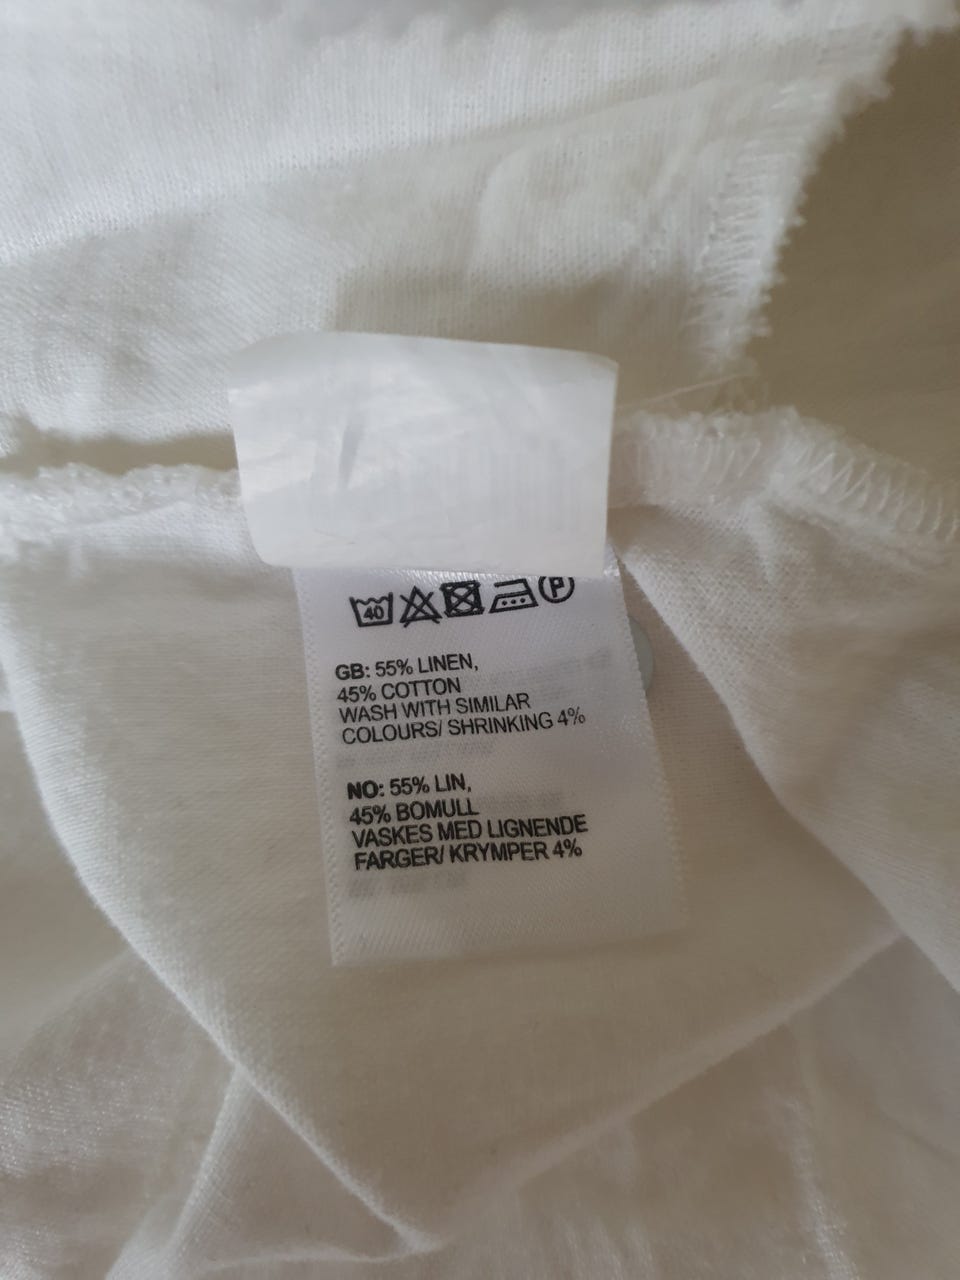 40 P
GB: 55% LINEN,
45% COTTON
WASH WITH SIMILAR
COLOURS/ SHRINKING 4%
NO: 55% LIN,
45% BOMULL
VASKES MED LIGNENDE
FARGER/ KRYMPER 4%